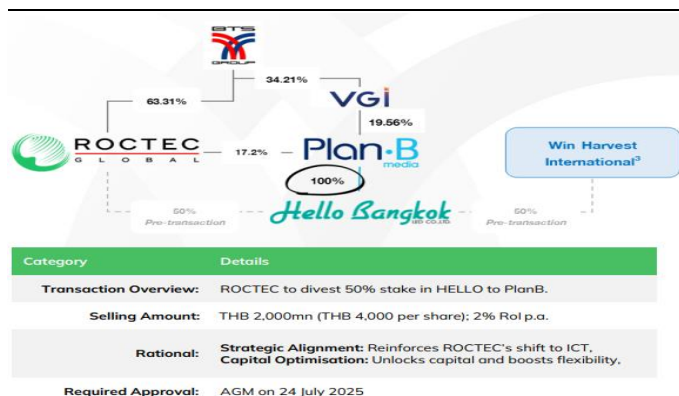 BTS
GROUP
34.21%
63.31%
VGI
19.56%
ROCTEC
GLOBAL
17.2%
Plan·B
media
Win Harvest
International³
100%
50%
Pre-transaction
Hello Bangkok
LED CO.,LTD.
50%
Pre-transaction
Category Details
Transaction Overview: ROCTEC to divest 50% stake in HELLO to PlanB.
Selling Amount: THB 2,000mn (THB 4,000 per share); 2% RoI p.a.
Rational: Strategic Alignment: Reinforces ROCTEC's shift to ICT,
Capital Optimisation: Unlocks capital and boosts flexibility,
Required Approval: AGM on 24 July 2025